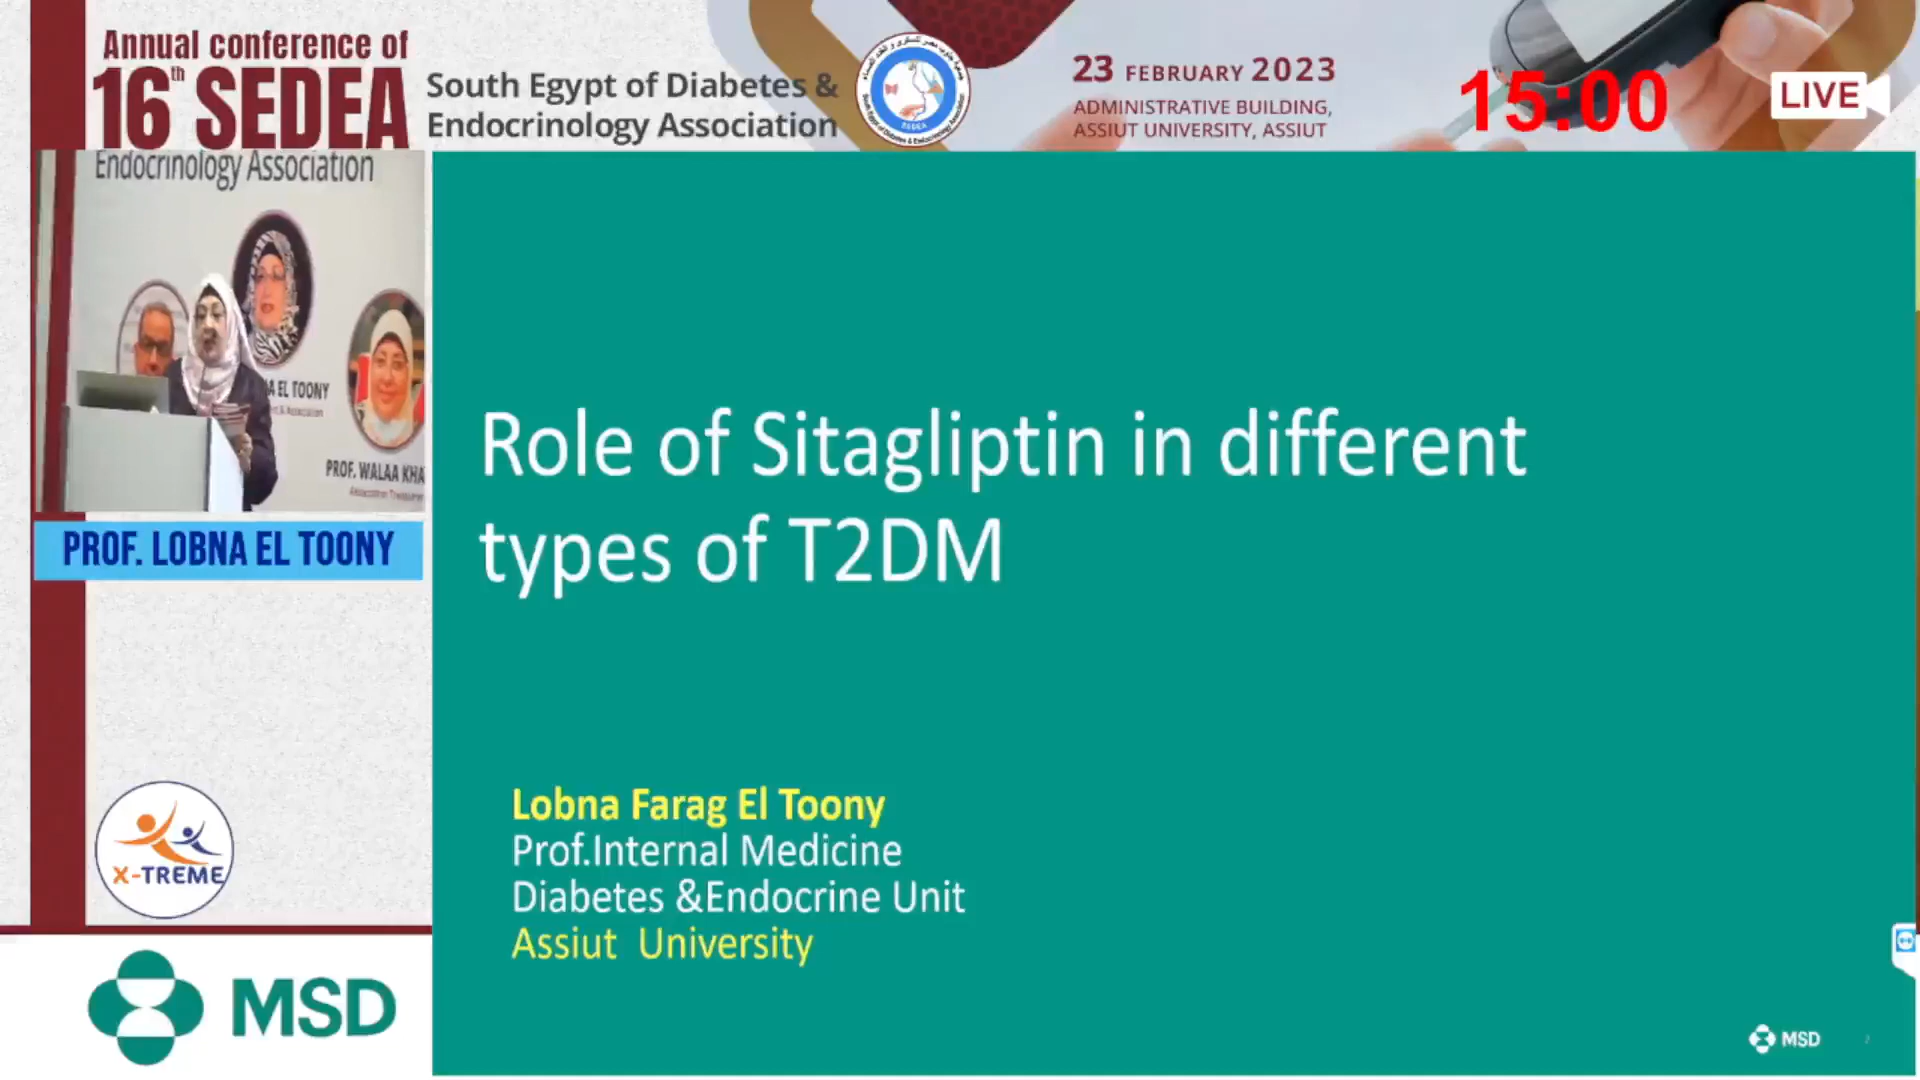 Annual conference of
16th SEDEA
South Egypt of Diabetes &
Endocrinology Association
SEDEA
23 FEBRUARY 2023
ADMINISTRATIVE BUILDING,
ASSIUT UNIVERSITY, ASSIUT
15:00
LIVE
Endocrinology Association
A EL TOONY
PROF. WALAA KHA
PROF. LOBNA EL TOONY
Role of Sitagliptin in different
types of T2DM
Lobna Farag El Toony
Prof.Internal Medicine
Diabetes &Endocrine Unit
Assiut University
X-TREME
MSD
MSD